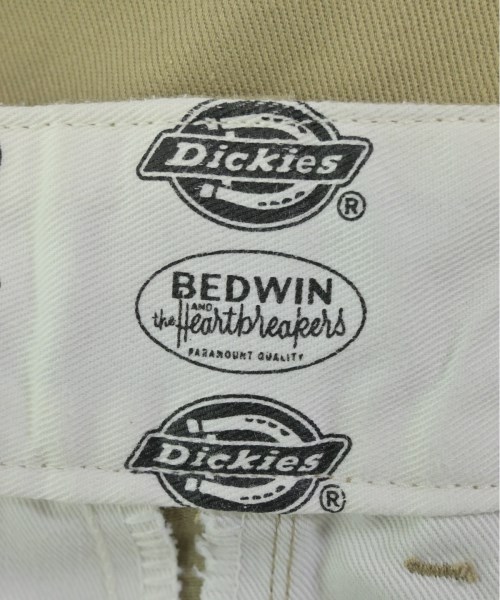 Dickies
®
BEDWIN
AND
the Heartbreakers
PARAMOUNT QUALITY
Dickies
®